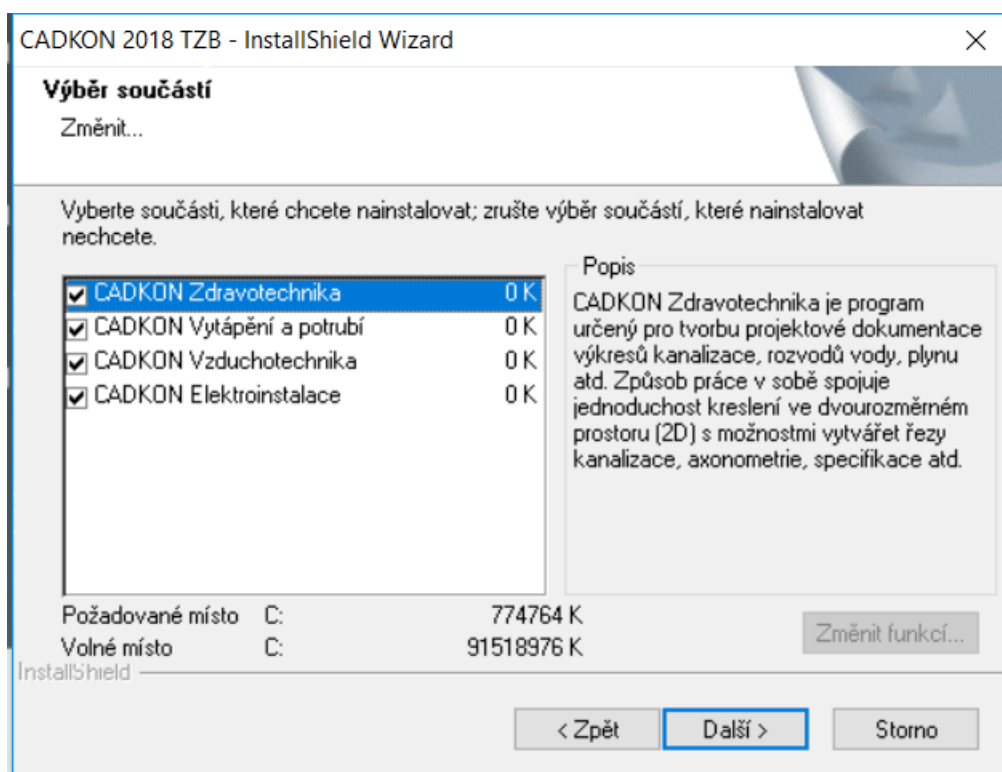 CADKON 2018 TZB - InstallShield Wizard
Výběr součástí
Změnit...
Vyberte součásti, které chcete nainstalovat; zrušte výběr součástí, které nainstalovat
nechcete.
CADKON Zdravotechnika 0 K
CADKON Vytápění a potrubí 0 K
CADKON Vzduchotechnika 0 K
CADKON Elektroinstalace 0 K
Popis
CADKON Zdravotechnika je program
určený pro tvorbu projektové dokumentace
výkresů kanalizace, rozvodů vody, plynu
atd. Způsob práce v sobě spojuje
jednoduchost kreslení ve dvourozměrném
prostoru (2D) s možnostmi vytvářet řezy
kanalizace, axonometrie, specifikace atd.
Požadované místo C: 774764 K
Volné místo C: 91518976 K
Změnit funkcí...
InstallShield
< Zpět Další > Storno